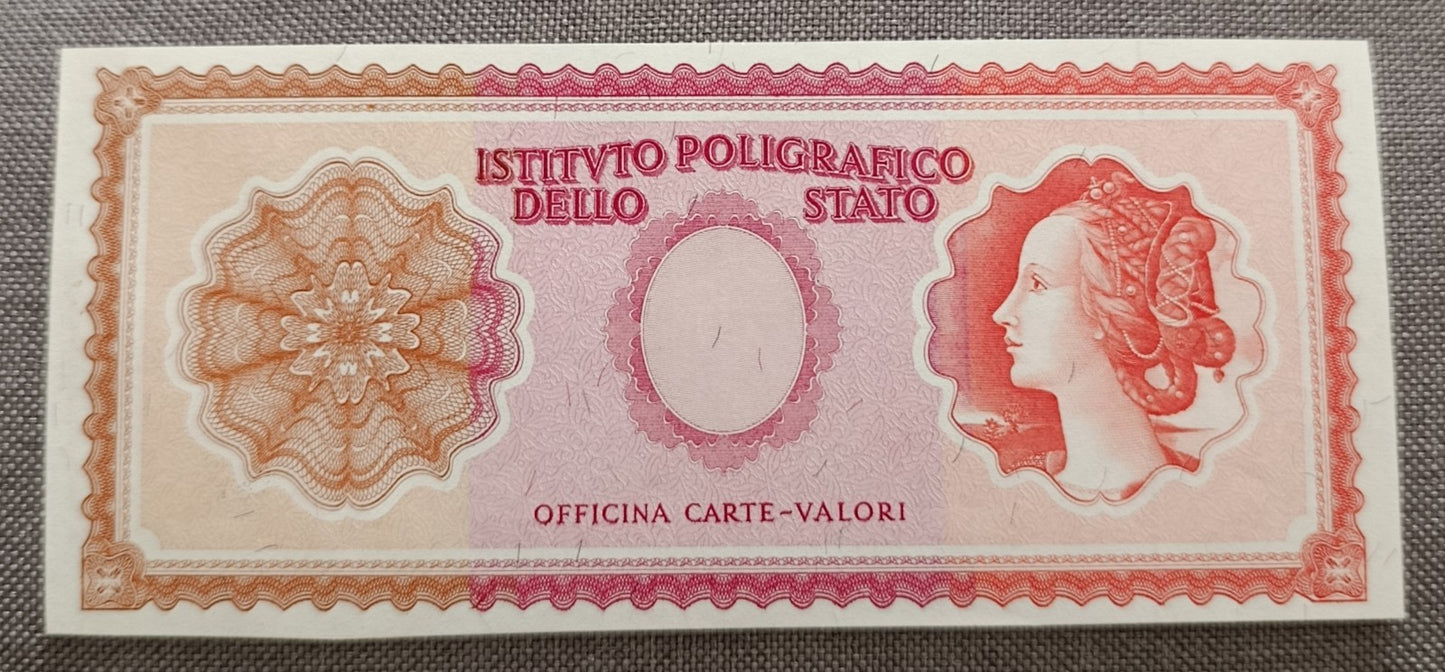 ISTITVTO POLIGRAFICO
DELLO STATO
OFFICINA CARTE-VALORI